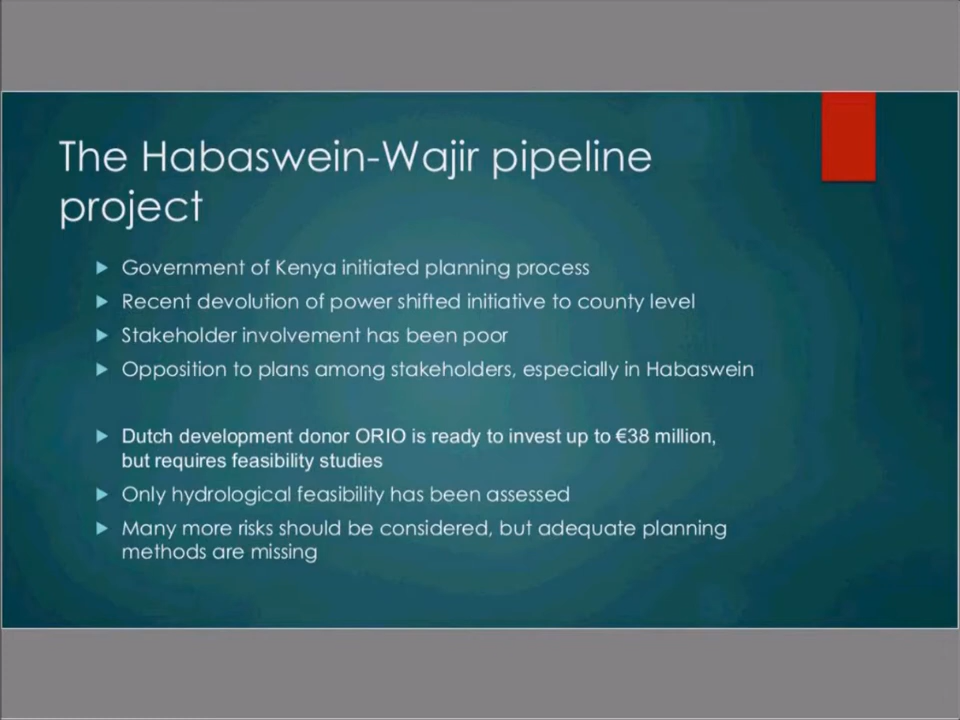 The Habaswein-Wajir pipeline
project
Government of Kenya initiated planning process
Recent devolution of power shifted initiative to county level
Stakeholder involvement has been poor
Opposition to plans among stakeholders, especially in Habaswein
Dutch development donor ORIO is ready to invest up to €38 million,
but requires feasibility studies
Only hydrological feasibility has been assessed
Many more risks should be considered, but adequate planning
methods are missing